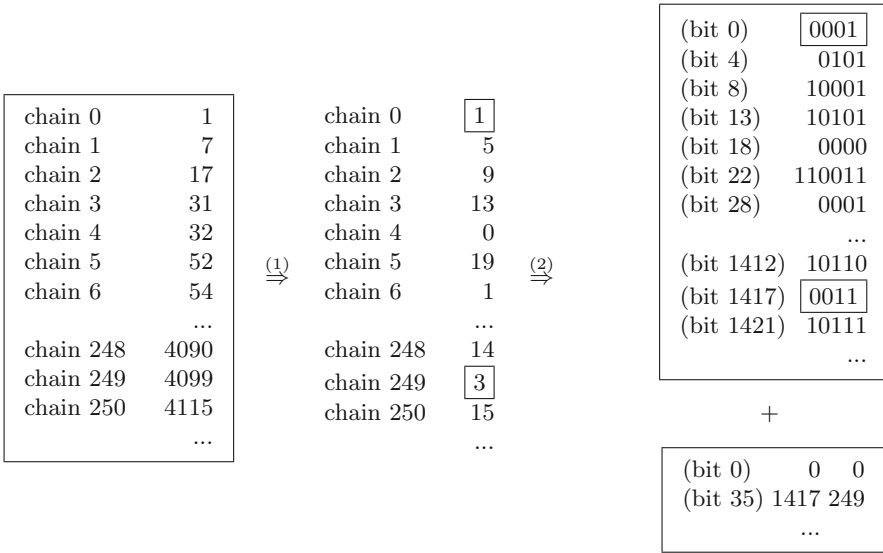 chain 0 1
chain 1 7
chain 2 17
chain 3 31
chain 4 32
chain 5 52
chain 6 54
...
chain 248 4090
chain 249 4099
chain 250 4115
...
(1)
⇒
chain 0 1
chain 1 5
chain 2 9
chain 3 13
chain 4 0
chain 5 19
chain 6 1
...
chain 248 14
chain 249 3
chain 250 15
...
(2)
⇒
(bit 0) 0001
(bit 4) 0101
(bit 8) 10001
(bit 13) 10101
(bit 18) 0000
(bit 22) 110011
(bit 28) 0001
...
(bit 1412) 10110
(bit 1417) 0011
(bit 1421) 10111
...
+
(bit 0) 0 0
(bit 35) 1417 249
...